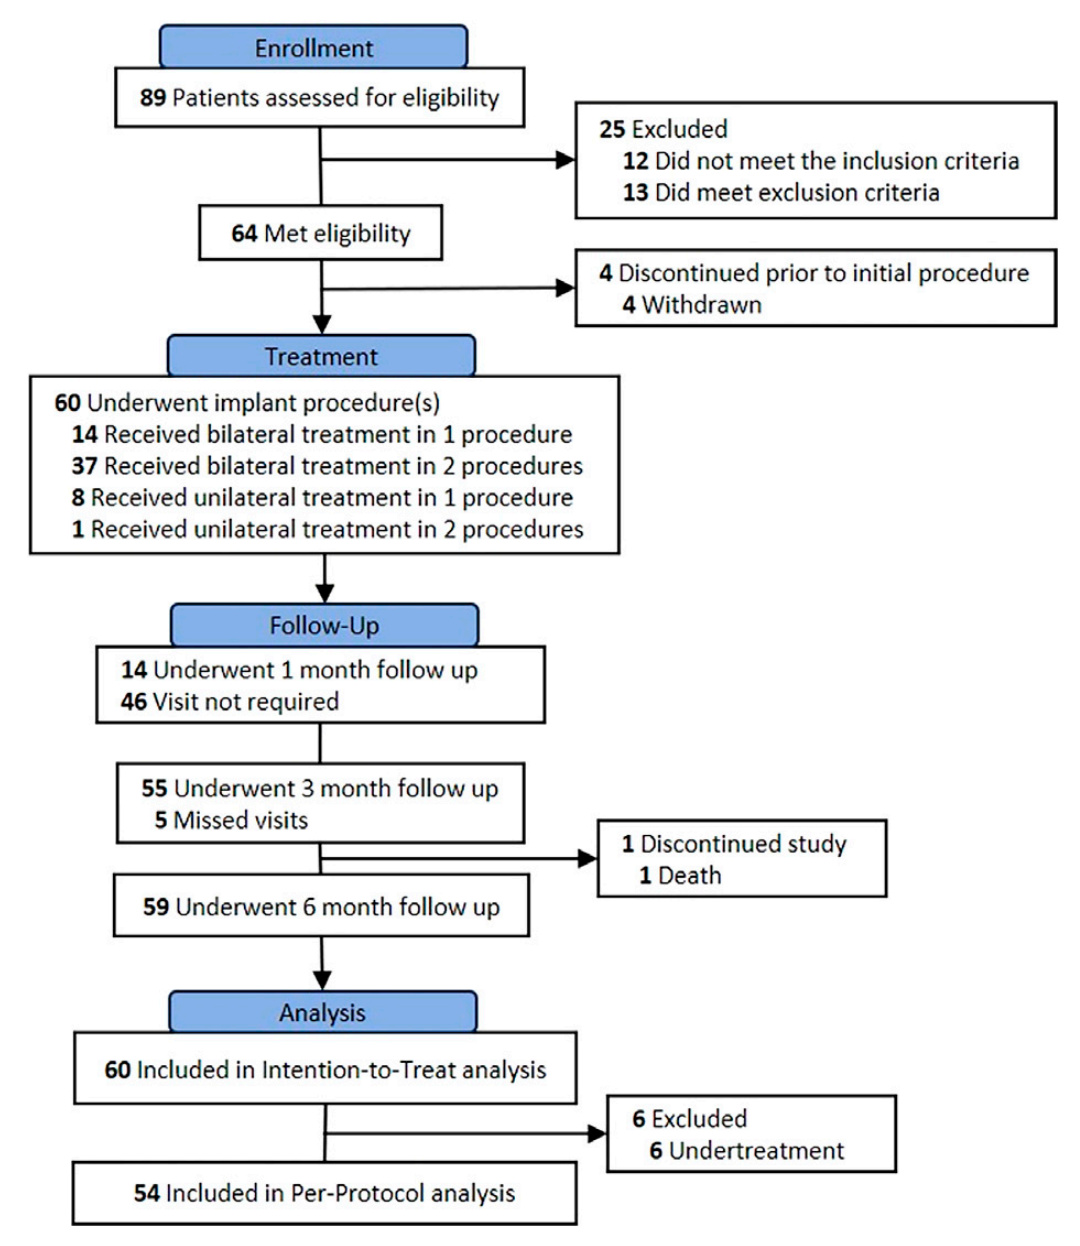 Enrollment
89 Patients assessed for eligibility
25 Excluded
12 Did not meet the inclusion criteria
13 Did meet exclusion criteria
64 Met eligibility
4 Discontinued prior to initial procedure
4 Withdrawn
Treatment
60 Underwent implant procedure(s)
14 Received bilateral treatment in 1 procedure
37 Received bilateral treatment in 2 procedures
8 Received unilateral treatment in 1 procedure
1 Received unilateral treatment in 2 procedures
Follow-Up
14 Underwent 1 month follow up
46 Visit not required
55 Underwent 3 month follow up
5 Missed visits
1 Discontinued study
1 Death
59 Underwent 6 month follow up
Analysis
60 Included in Intention-to-Treat analysis
6 Excluded
6 Undertreatment
54 Included in Per-Protocol analysis